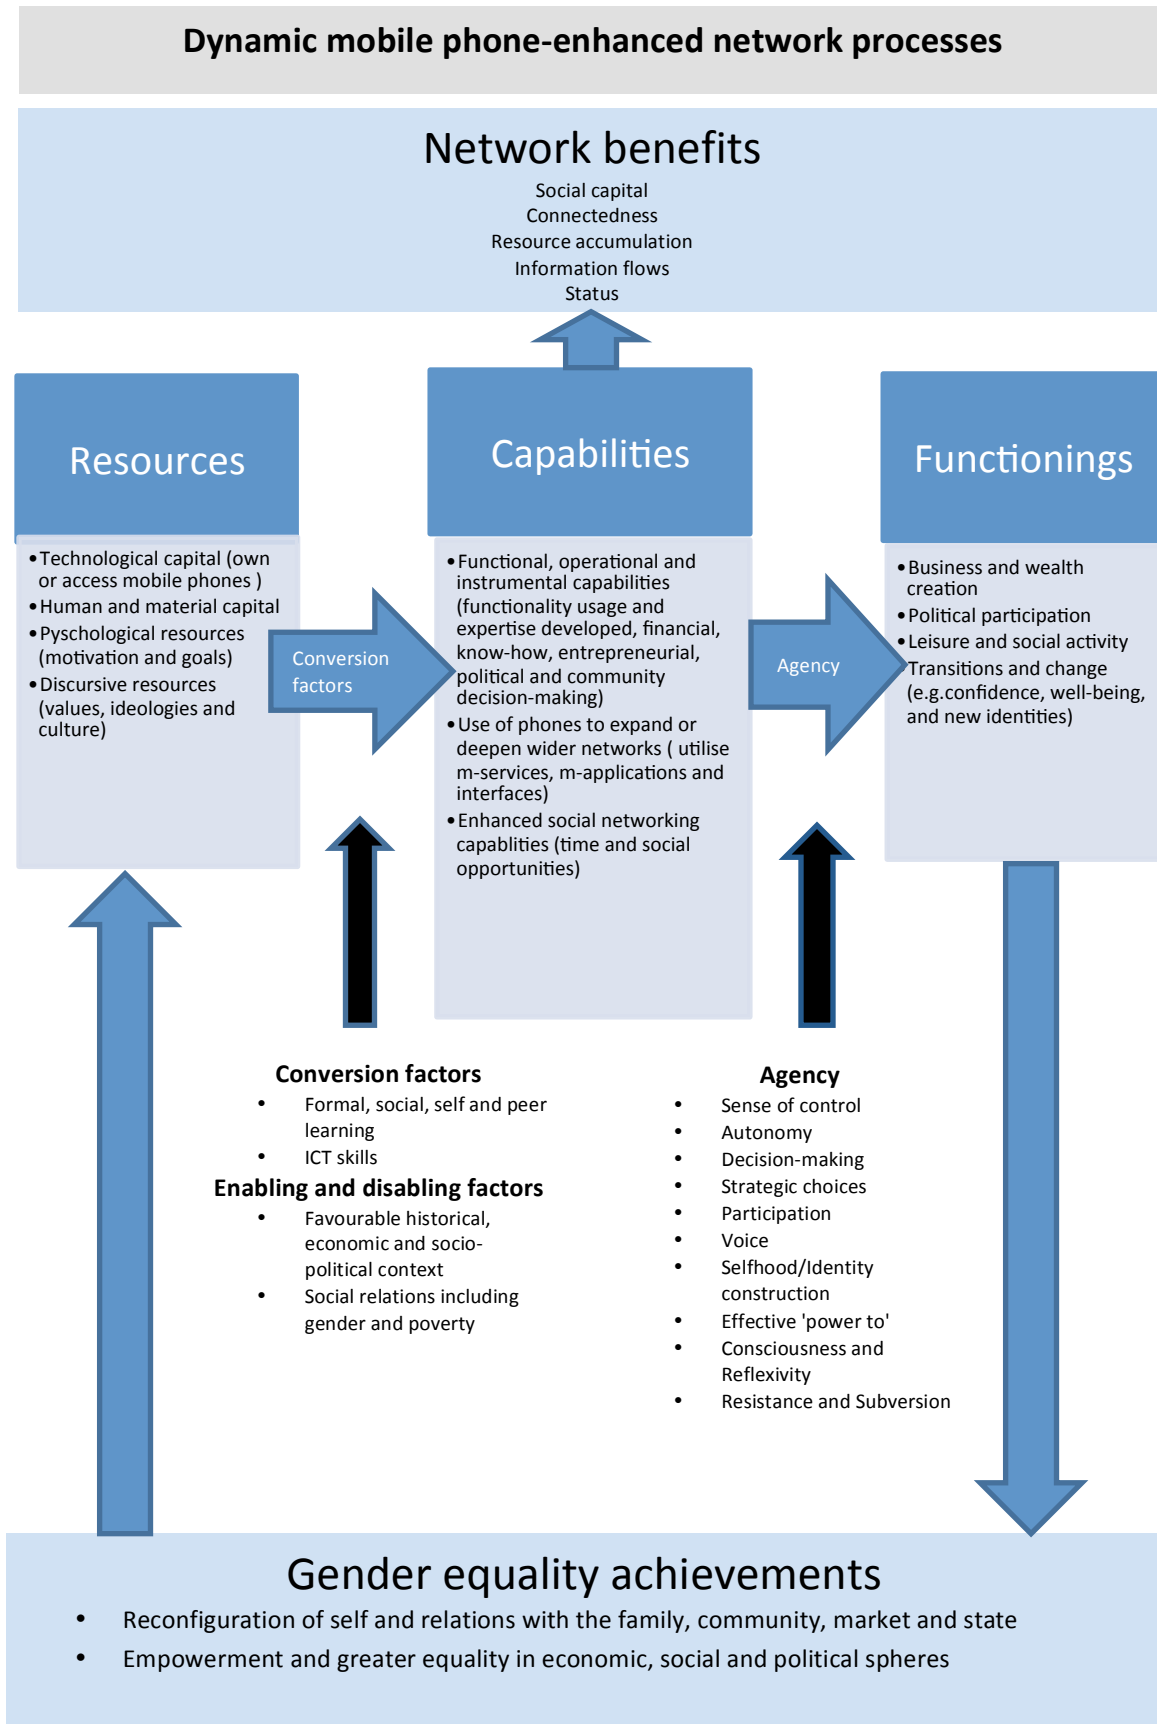 Dynamic mobile phone-enhanced network processes
Network benefits
Social capital
Connectedness
Resource accumulation
Information flows
Status
Resources
•Technological capital (own
or access mobile phones )
•Human and material capital
•Pyschological resources
(motivation and goals)
•Discursive resources
(values, ideologies and
culture)
Conversion
factors
Capabilities
•Functional, operational and
instrumental capabilities
(functionality usage and
expertise developed, financial,
know-how, entrepreneurial,
political and community
decision-making)
•Use of phones to expand or
deepen wider networks ( utilise
m-services, m-applications and
interfaces)
•Enhanced social networking
capablities (time and social
opportunities)
Agency
Functionings
•Business and wealth
creation
•Political participation
•Leisure and social activity
•Transitions and change
(e.g.confidence, well-being,
and new identities)
Conversion factors
• Formal, social, self and peer
learning
• ICT skills
Enabling and disabling factors
• Favourable historical,
economic and socio-
political context
• Social relations including
gender and poverty
Agency
• Sense of control
• Autonomy
• Decision-making
• Strategic choices
• Participation
• Voice
• Selfhood/Identity
construction
• Effective 'power to'
• Consciousness and
Reflexivity
• Resistance and Subversion
Gender equality achievements
• Reconfiguration of self and relations with the family, community, market and state
• Empowerment and greater equality in economic, social and political spheres